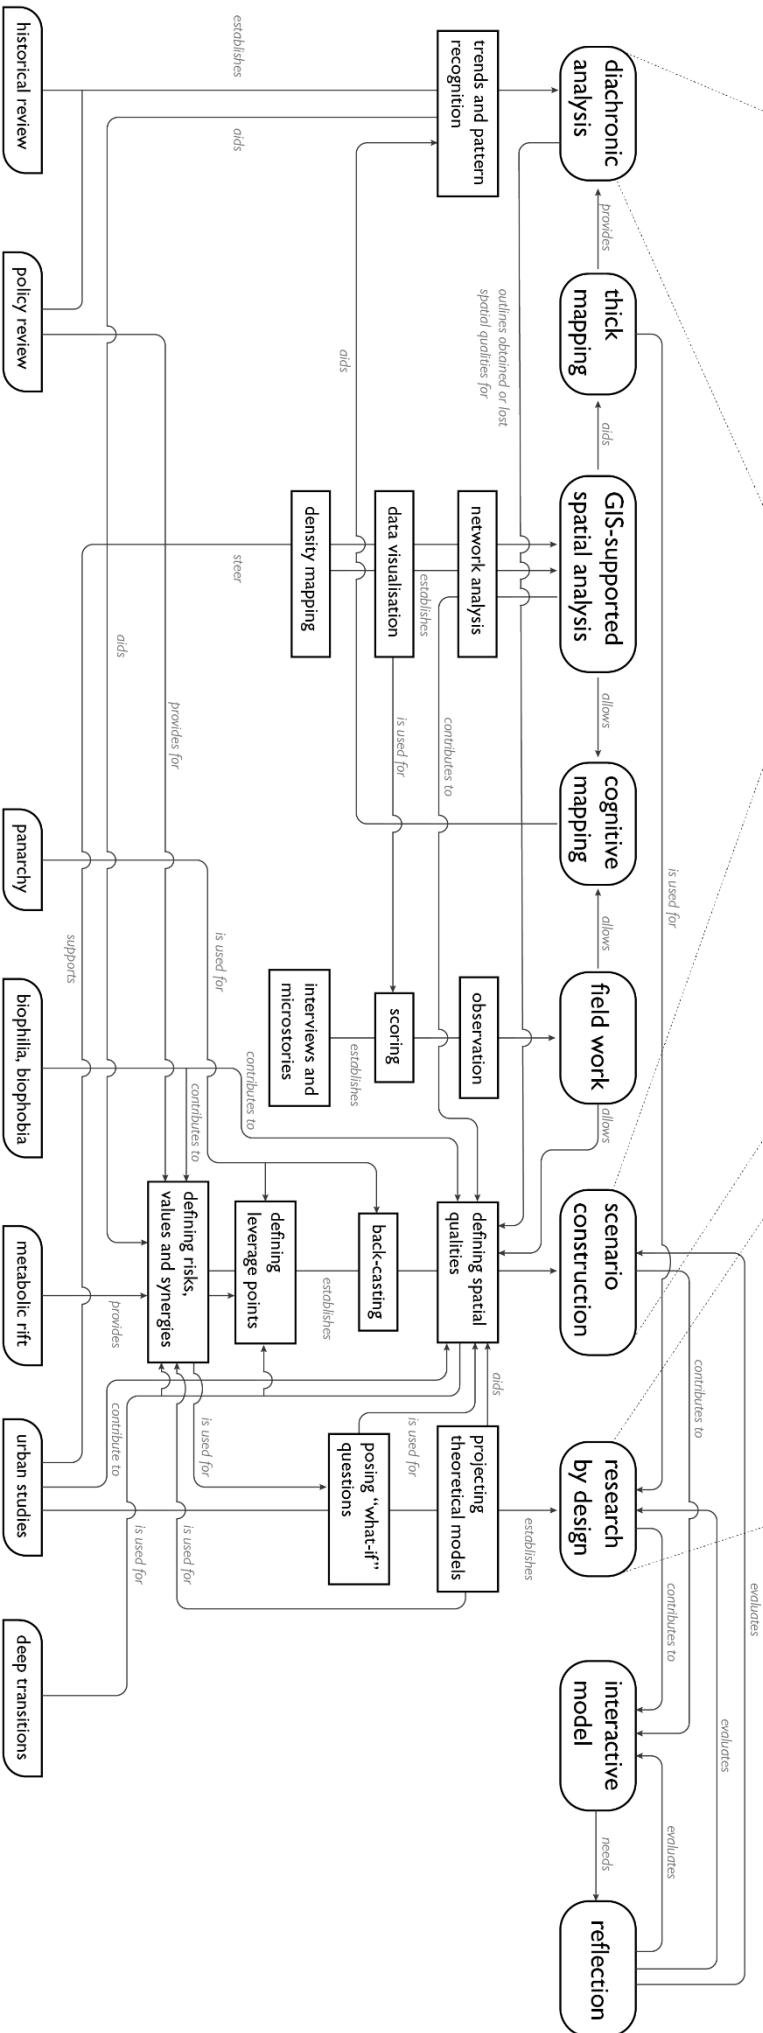 evaluates
evaluates
contributes to
is used for
contributes to
evaluates
diachronic
analysis
provides
thick
mapping
aids
GIS-supported
spatial analysis
allows
cognitive
mapping
allows
field work
allows
scenario
construction
research
by design
interactive
model
needs
reflection
establishes
outlines obtained or lost
spatial qualities for
trends and pattern
recognition
network analysis
contributes to
observation
defining spatial
qualities
aids
projecting
theoretical models
establishes
data visualisation
is used for
scoring
is used for
back-casting
posing “what-if”
questions
aids
establishes
establishes
density mapping
interviews and
microstories
defining
leverage points
establishes
aids
steer
contributes to
is used for
is used for
contributes to
defining risks,
values and synergies
is used for
provides for
aids
provides
contribute to
is used for
supports
historical review
policy review
panarchy
biophilia, biophobia
metabolic rift
urban studies
deep transitions